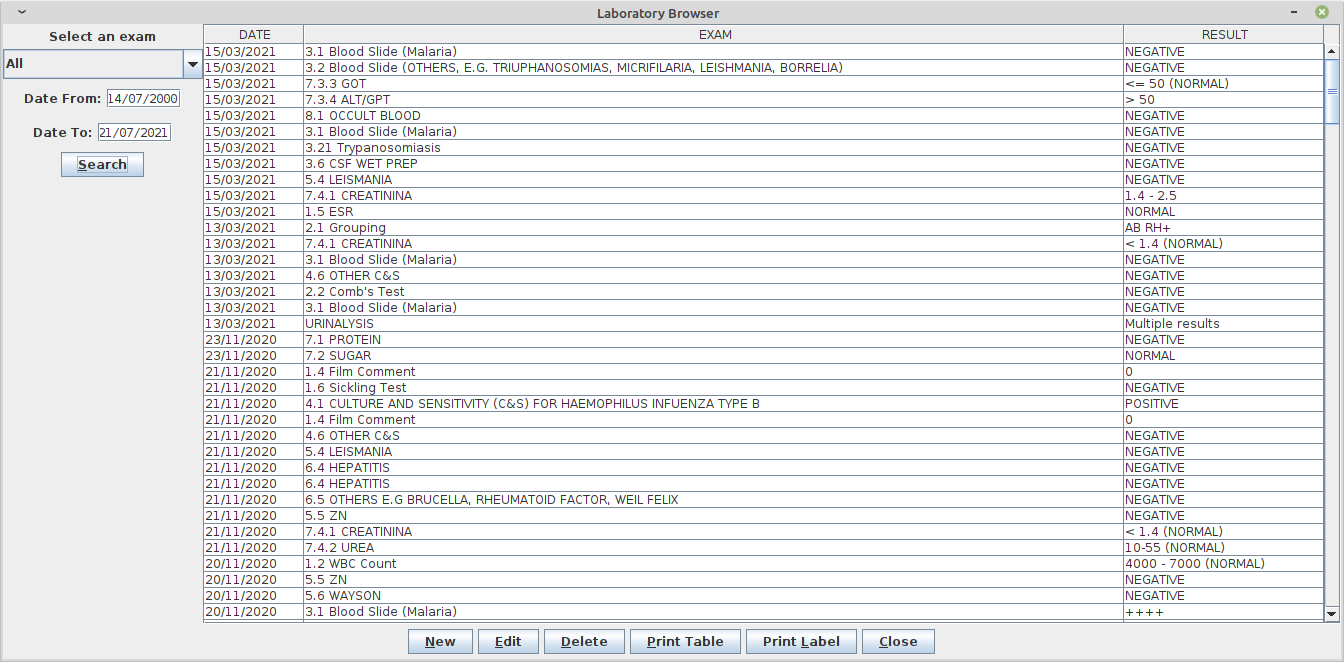 Laboratory Browser
Select an exam
All
Date From: 14/07/2000
Date To: 21/07/2021
Search
DATE EXAM RESULT
15/03/2021 3.1 Blood Slide (Malaria) NEGATIVE
15/03/2021 3.2 Blood Slide (OTHERS, E.G. TRIUPHANOSOMIAS, MICRIFILARIA, LEISHMANIA, BORRELIA) NEGATIVE
15/03/2021 7.3.3 GOT <= 50 (NORMAL)
15/03/2021 7.3.4 ALT/GPT > 50
15/03/2021 8.1 OCCULT BLOOD NEGATIVE
15/03/2021 3.1 Blood Slide (Malaria) NEGATIVE
15/03/2021 3.21 Trypanosomiasis NEGATIVE
15/03/2021 3.6 CSF WET PREP NEGATIVE
15/03/2021 5.4 LEISMANIA NEGATIVE
15/03/2021 7.4.1 CREATININA 1.4 - 2.5
15/03/2021 1.5 ESR NORMAL
13/03/2021 2.1 Grouping AB RH+
13/03/2021 7.4.1 CREATININA < 1.4 (NORMAL)
13/03/2021 3.1 Blood Slide (Malaria) NEGATIVE
13/03/2021 4.6 OTHER C&S NEGATIVE
13/03/2021 2.2 Comb's Test NEGATIVE
13/03/2021 3.1 Blood Slide (Malaria) NEGATIVE
13/03/2021 URINALYSIS Multiple results
23/11/2020 7.1 PROTEIN NEGATIVE
23/11/2020 7.2 SUGAR NORMAL
21/11/2020 1.4 Film Comment 0
21/11/2020 1.6 Sickling Test NEGATIVE
21/11/2020 4.1 CULTURE AND SENSITIVITY (C&S) FOR HAEMOPHILUS INFUENZA TYPE B POSITIVE
21/11/2020 1.4 Film Comment 0
21/11/2020 4.6 OTHER C&S NEGATIVE
21/11/2020 5.4 LEISMANIA NEGATIVE
21/11/2020 6.4 HEPATITIS NEGATIVE
21/11/2020 6.4 HEPATITIS NEGATIVE
21/11/2020 6.5 OTHERS E.G BRUCELLA, RHEUMATOID FACTOR, WEIL FELIX NEGATIVE
21/11/2020 5.5 ZN NEGATIVE
21/11/2020 7.4.1 CREATININA < 1.4 (NORMAL)
21/11/2020 7.4.2 UREA 10-55 (NORMAL)
20/11/2020 1.2 WBC Count 4000 - 7000 (NORMAL)
20/11/2020 5.5 ZN NEGATIVE
20/11/2020 5.6 WAYSON NEGATIVE
20/11/2020 3.1 Blood Slide (Malaria) ++++
New Edit Delete Print Table Print Label Close